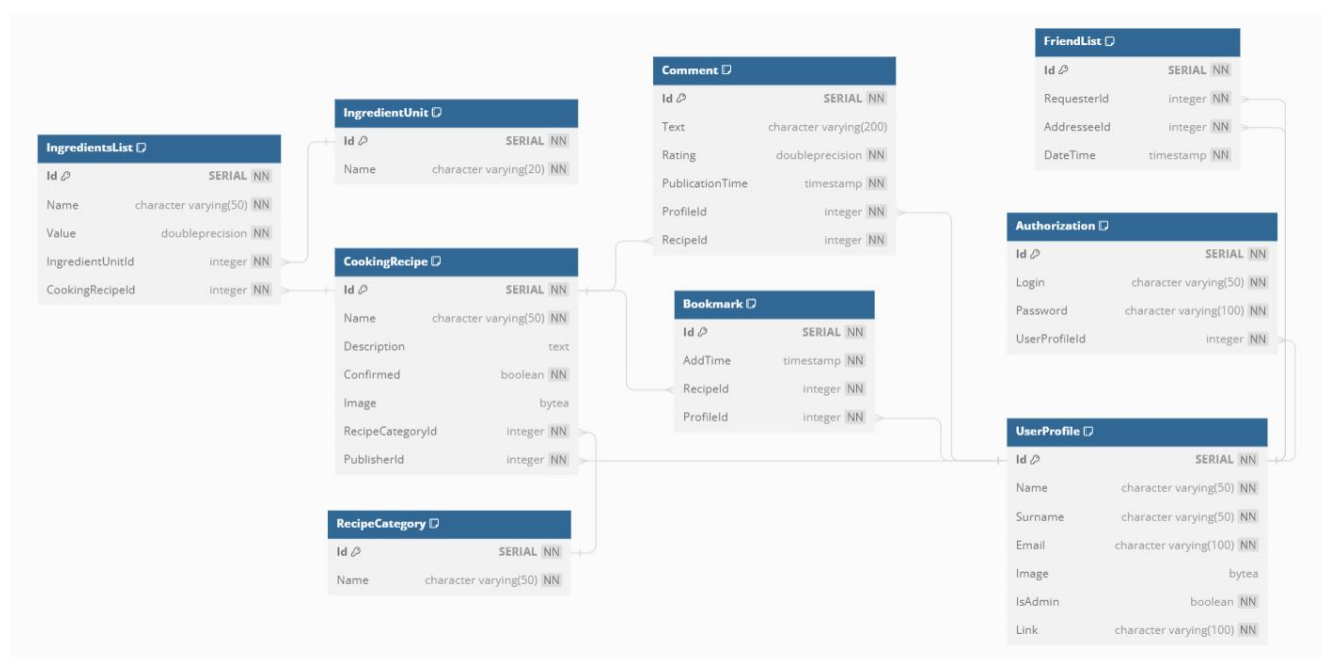 IngredientsList
Id SERIAL NN
Name character varying(50) NN
Value doubleprecision NN
IngredientUnitId integer NN
CookingRecipeId integer NN
IngredientUnit
Id SERIAL NN
Name character varying(20) NN
CookingRecipe
Id SERIAL NN
Name character varying(50) NN
Description text
Confirmed boolean NN
Image bytea
RecipeCategoryId integer NN
PublisherId integer NN
RecipeCategory
Id SERIAL NN
Name character varying(50) NN
Comment
Id SERIAL NN
Text character varying(200)
Rating doubleprecision NN
PublicationTime timestamp NN
ProfileId integer NN
RecipeId integer NN
Bookmark
Id SERIAL NN
AddTime timestamp NN
RecipeId integer NN
ProfileId integer NN
FriendList
Id SERIAL NN
RequesterId integer NN
AddresseeId integer NN
DateTime timestamp NN
Authorization
Id SERIAL NN
Login character varying(50) NN
Password character varying(100) NN
UserProfileId integer NN
UserProfile
Id SERIAL NN
Name character varying(50) NN
Surname character varying(50) NN
Email character varying(100) NN
Image bytea
IsAdmin boolean NN
Link character varying(100) NN